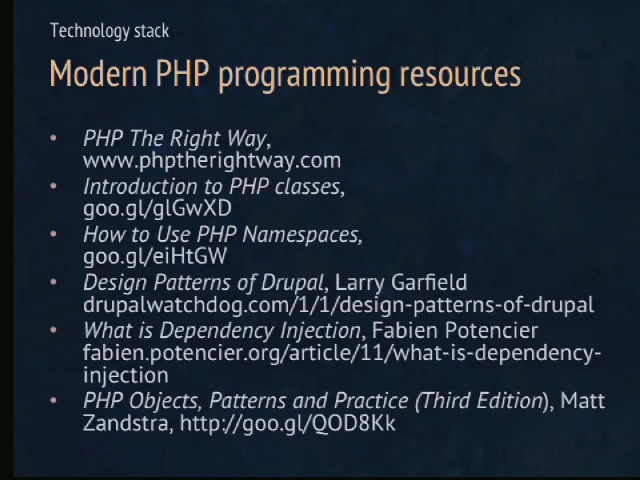 Technology stack
Modern PHP programming resources
• PHP The Right Way,
www.phptherightway.com
• Introduction to PHP classes,
goo.gl/glGwXD
• How to Use PHP Namespaces,
goo.gl/eiHtGW
• Design Patterns of Drupal, Larry Garfield
drupalwatchdog.com/1/1/design-patterns-of-drupal
• What is Dependency Injection, Fabien Potencier
fabien.potencier.org/article/11/what-is-dependency-
injection
• PHP Objects, Patterns and Practice (Third Edition), Matt
Zandstra, http://goo.gl/QOD8Kk